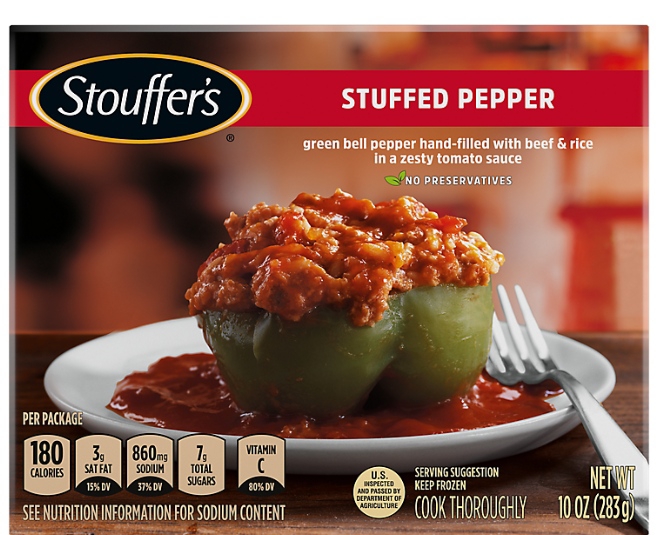 Stouffer's
®
STUFFED PEPPER
green bell pepper hand-filled with beef & rice
in a zesty tomato sauce
NO PRESERVATIVES
PER PACKAGE
180
CALORIES
3g
SAT FAT
15% DV
860mg
SODIUM
37% DV
7g
TOTAL
SUGARS
VITAMIN
C
80% DV
SEE NUTRITION INFORMATION FOR SODIUM CONTENT
U.S.
INSPECTED
AND PASSED BY
DEPARTMENT OF
AGRICULTURE
SERVING SUGGESTION
KEEP FROZEN
COOK THOROUGHLY
NET WT
10 OZ (283g)